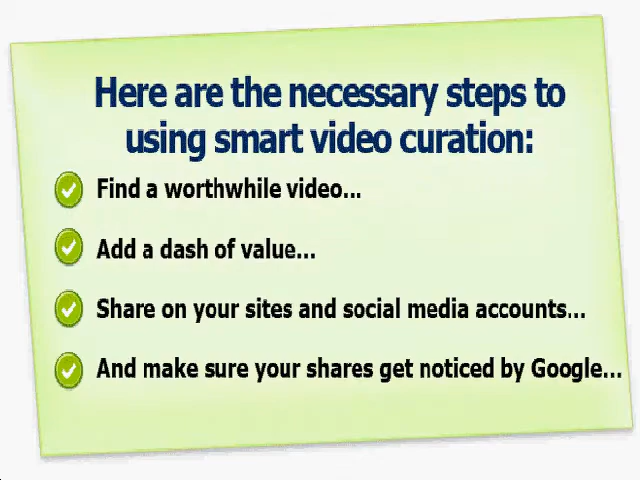 Here are the necessary steps to
using smart video curation:
Find a worthwhile video...
Add a dash of value...
Share on your sites and social media accounts...
And make sure your shares get noticed by Google...